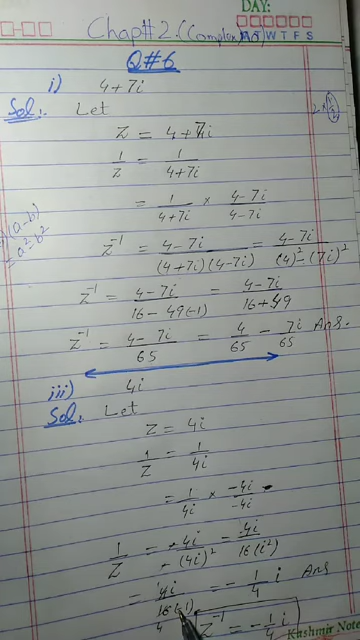 DAY:
M T W T F S
Chapt# 2. (Complex No)
Q#6
i) 4+7i
Sol:. Let
z = 4+7i
1/z = 1/(4+7i)
= 1/(4+7i) × (4-7i)/(4-7i)
(a-b)
= a²-b²
z⁻¹ = (4-7i)/((4+7i)(4-7i)) = (4-7i)/((4)²-(7i)²)
z⁻¹ = (4-7i)/(16-49(-1)) = (4-7i)/(16+49)
z⁻¹ = (4-7i)/65 = 4/65 - 7i/65 Ans.
iii) 4i
Sol:. Let
z = 4i
1/z = 1/4i
= 1/4i × -4i/-4i
1/z = -4i/-(4i)² = 4i/16(i²)
= 4i/16(-1) = -1/4 i Ans
4
z⁻¹ = -1/4 i
Kashmir Note